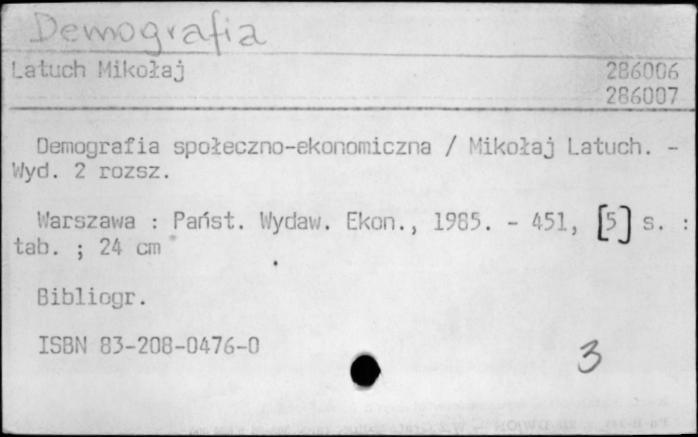 Demografia
Latuch Mikołaj 286006
286007
Demografia społeczno-ekonomiczna / Mikołaj Latuch. -
Wyd. 2 rozsz.
Warszawa : Państ. Wydaw. Ekon., 1985. - 451, [5] s. :
tab. ; 24 cm
Bibliogr.
ISBN 83-208-0476-0
3